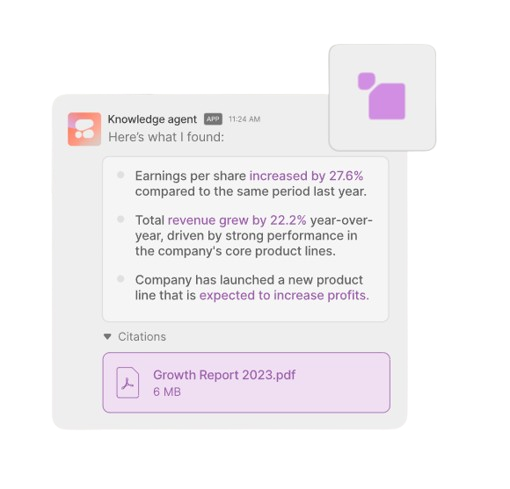 Knowledge agent APP 11:24 AM
Here's what I found:
Earnings per share increased by 27.6%
compared to the same period last year.
Total revenue grew by 22.2% year-over-
year, driven by strong performance in
the company's core product lines.
Company has launched a new product
line that is expected to increase profits.
Citations
Growth Report 2023.pdf
6 MB